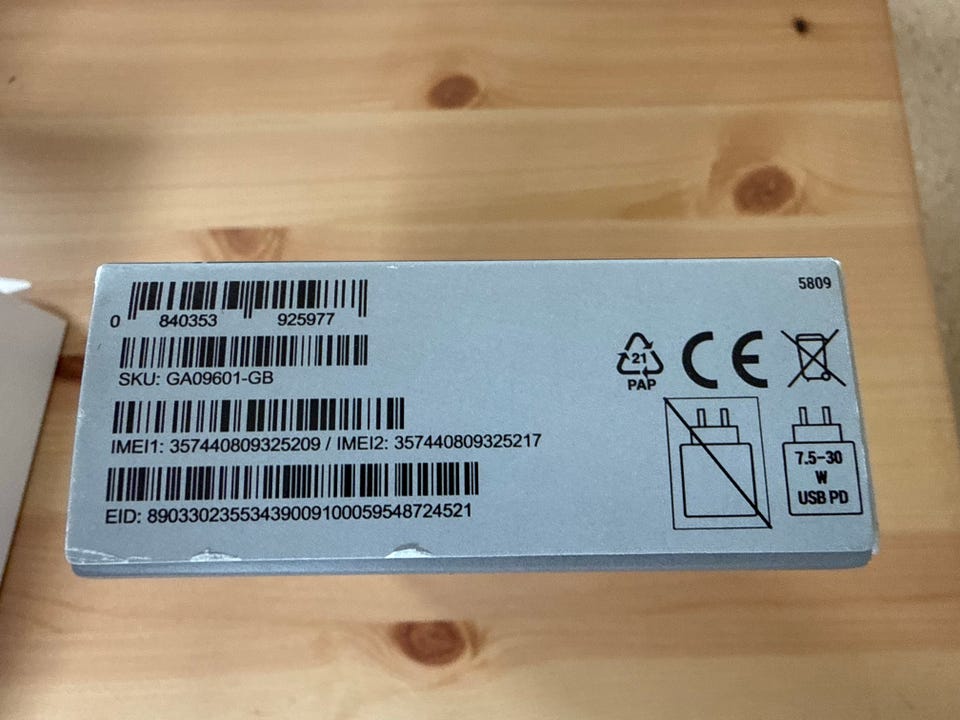 5809
0 840353 925977
SKU: GA09601-GB
IMEI1: 357440809325209 / IMEI2: 357440809325217
EID: 89033023553439009100059548724521
21
PAP
CE
7.5-30
W
USB PD